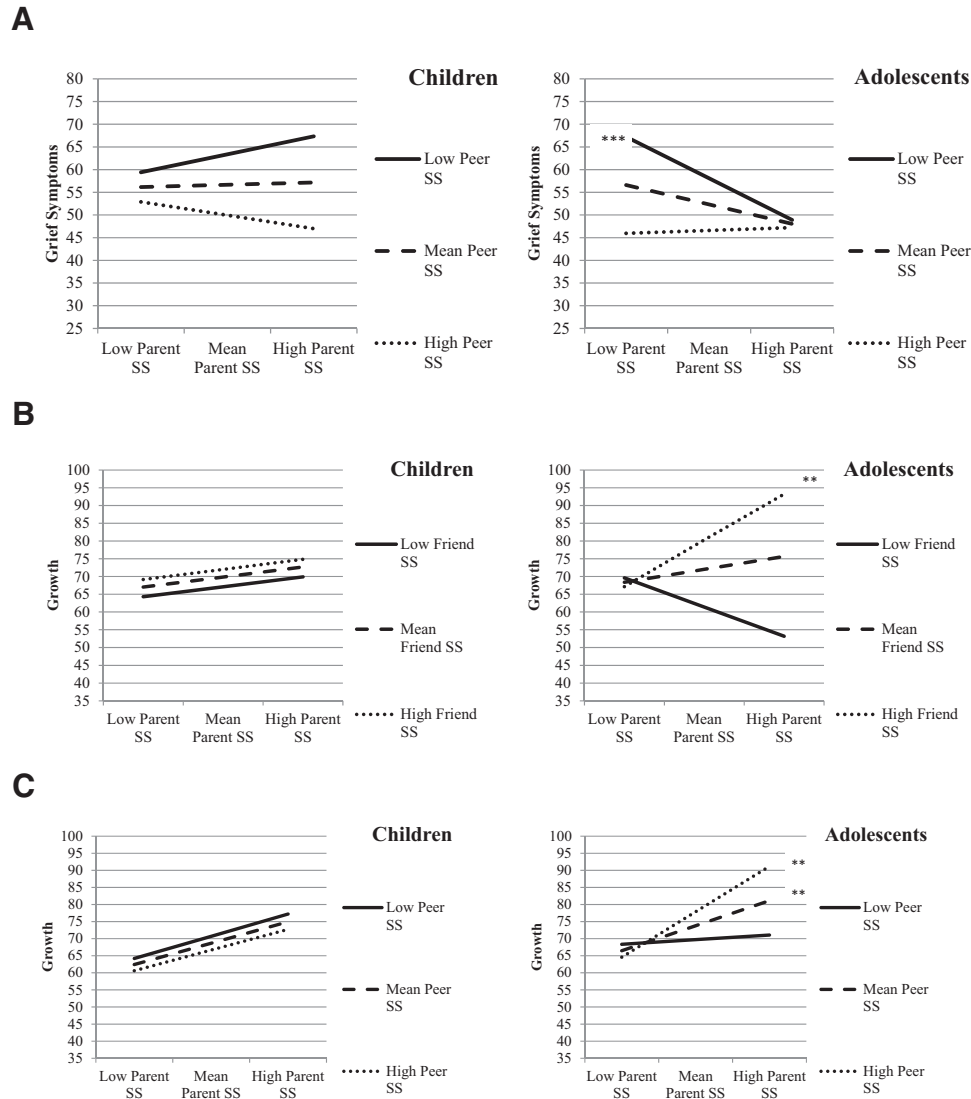 A
Children
80
75
70
65
60
55
50
45
40
35
30
25
Grief Symptoms
Low Parent
SS
Mean
Parent SS
High Parent
SS
Low Peer
SS
Mean Peer
SS
High Peer
SS
Adolescents
80
75
70
65
60
55
50
45
40
35
30
25
Grief Symptoms
***
Low Parent
SS
Mean
Parent SS
High Parent
SS
Low Peer
SS
Mean Peer
SS
High Peer
SS
B
Children
100
95
90
85
80
75
70
65
60
55
50
45
40
35
Growth
Low Parent
SS
Mean
Parent SS
High Parent
SS
Low Friend
SS
Mean
Friend SS
High Friend
SS
Adolescents
100
95
90
85
80
75
70
65
60
55
50
45
40
35
Growth
**
Low Parent
SS
Mean
Parent SS
High Parent
SS
Low Friend
SS
Mean
Friend SS
High Friend
SS
C
Children
100
95
90
85
80
75
70
65
60
55
50
45
40
35
Growth
Low Parent
SS
Mean
Parent SS
High Parent
SS
Low Peer
SS
Mean Peer
SS
High Peer
SS
Adolescents
100
95
90
85
80
75
70
65
60
55
50
45
40
35
Growth
**
**
Low Parent
SS
Mean
Parent SS
High Parent
SS
Low Peer
SS
Mean Peer
SS
High Peer
SS